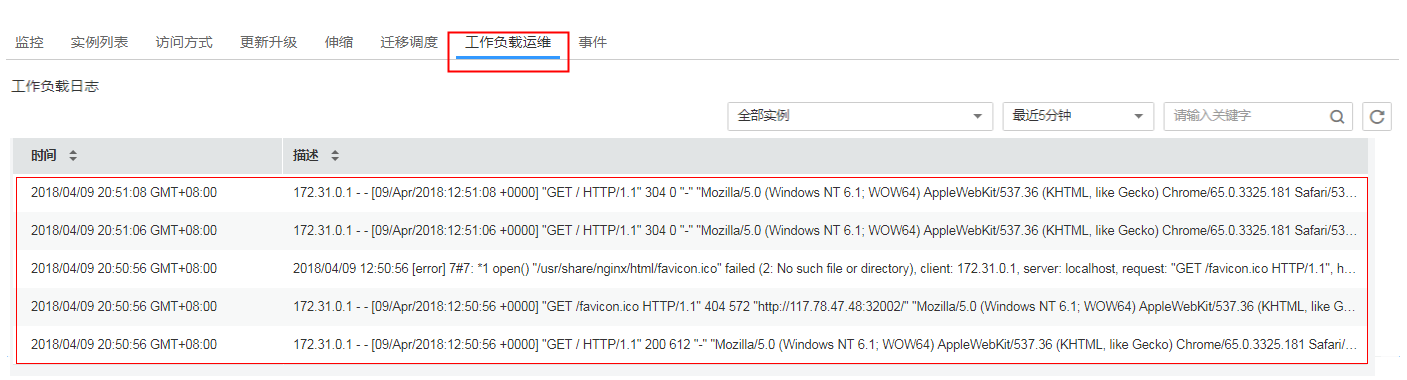 监控 实例列表 访问方式 更新升级 伸缩 迁移调度 工作负载运维 事件
工作负载日志
全部实例 最近5分钟 请输入关键字
时间 描述
2018/04/09 20:51:08 GMT+08:00 172.31.0.1 - - [09/Apr/2018:12:51:08 +0000] "GET / HTTP/1.1" 304 0 "-" "Mozilla/5.0 (Windows NT 6.1; WOW64) AppleWebKit/537.36 (KHTML, like Gecko) Chrome/65.0.3325.181 Safari/53...
2018/04/09 20:51:06 GMT+08:00 172.31.0.1 - - [09/Apr/2018:12:51:06 +0000] "GET / HTTP/1.1" 304 0 "-" "Mozilla/5.0 (Windows NT 6.1; WOW64) AppleWebKit/537.36 (KHTML, like Gecko) Chrome/65.0.3325.181 Safari/53...
2018/04/09 20:50:56 GMT+08:00 2018/04/09 12:50:56 [error] 7#7: *1 open() "/usr/share/nginx/html/favicon.ico" failed (2: No such file or directory), client: 172.31.0.1, server: localhost, request: "GET /favicon.ico HTTP/1.1", h...
2018/04/09 20:50:56 GMT+08:00 172.31.0.1 - - [09/Apr/2018:12:50:56 +0000] "GET /favicon.ico HTTP/1.1" 404 572 "http://117.78.47.48:32002/" "Mozilla/5.0 (Windows NT 6.1; WOW64) AppleWebKit/537.36 (KHTML, like G...
2018/04/09 20:50:56 GMT+08:00 172.31.0.1 - - [09/Apr/2018:12:50:56 +0000] "GET / HTTP/1.1" 200 612 "-" "Mozilla/5.0 (Windows NT 6.1; WOW64) AppleWebKit/537.36 (KHTML, like Gecko) Chrome/65.0.3325.181 Safari/...